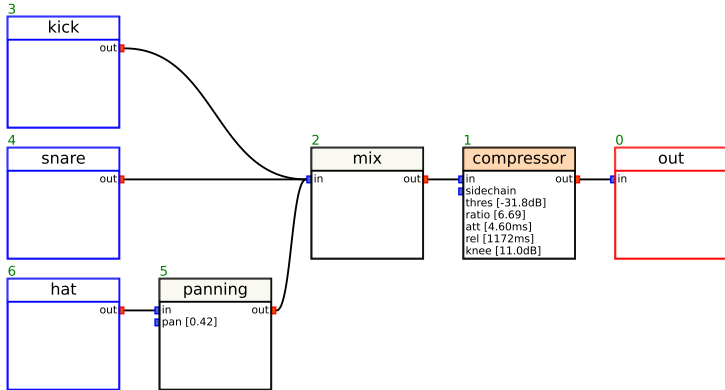 3
kick
out
4
snare
out
2
mix
in out
1
compressor
in out
sidechain
thres [-31.8dB]
ratio [6.69]
att [4.60ms]
rel [1172ms]
knee [11.0dB]
0
out
in
6
hat
out
5
panning
in out
pan [0.42]